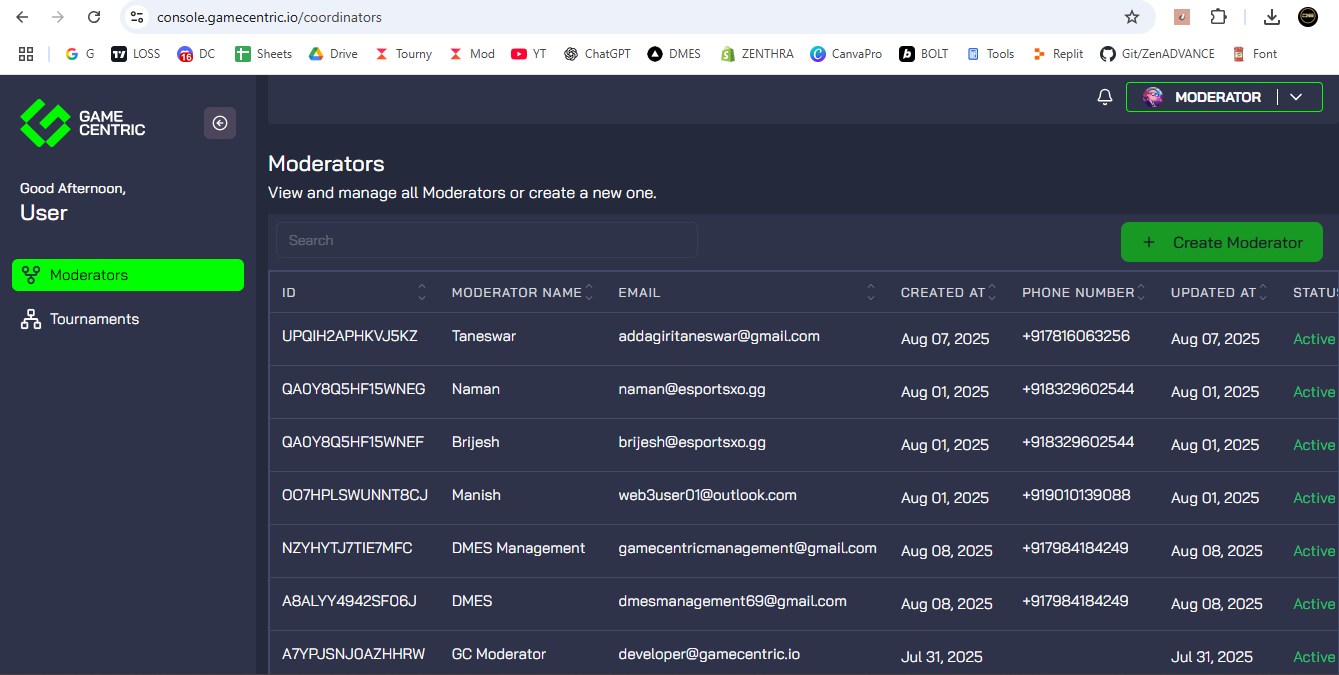 console.gamecentric.io/coordinators
G LOSS DC Sheets Drive Tourny Mod YT ChatGPT DMES ZENTHRA CanvaPro BOLT Tools Replit Git/ZenADVANCE Font
16
GAME
CENTRIC
MODERATOR
Good Afternoon,
User
Moderators
Tournaments
Moderators
View and manage all Moderators or create a new one.
Search
+ Create Moderator
ID MODERATOR NAME EMAIL CREATED AT PHONE NUMBER UPDATED AT STATUS
UPQIH2APHKVJ5KZ Taneswar addagiritaneswar@gmail.com Aug 07, 2025 +917816063256 Aug 07, 2025 Active
QA0Y8Q5HF15WNEG Naman naman@esportsxo.gg Aug 01, 2025 +918329602544 Aug 01, 2025 Active
QA0Y8Q5HF15WNEF Brijesh brijesh@esportsxo.gg Aug 01, 2025 +918329602544 Aug 01, 2025 Active
OO7HPLSWUNNT8CJ Manish web3user01@outlook.com Aug 01, 2025 +919010139088 Aug 01, 2025 Active
NZYHYTJ7TIE7MFC DMES Management gamecentricmanagement@gmail.com Aug 08, 2025 +917984184249 Aug 08, 2025 Active
A8ALYY4942SF06J DMES dmesmanagement69@gmail.com Aug 08, 2025 +917984184249 Aug 08, 2025 Active
A7YPJSNJ0AZHHRW GC Moderator developer@gamecentric.io Jul 31, 2025 Jul 31, 2025 Active